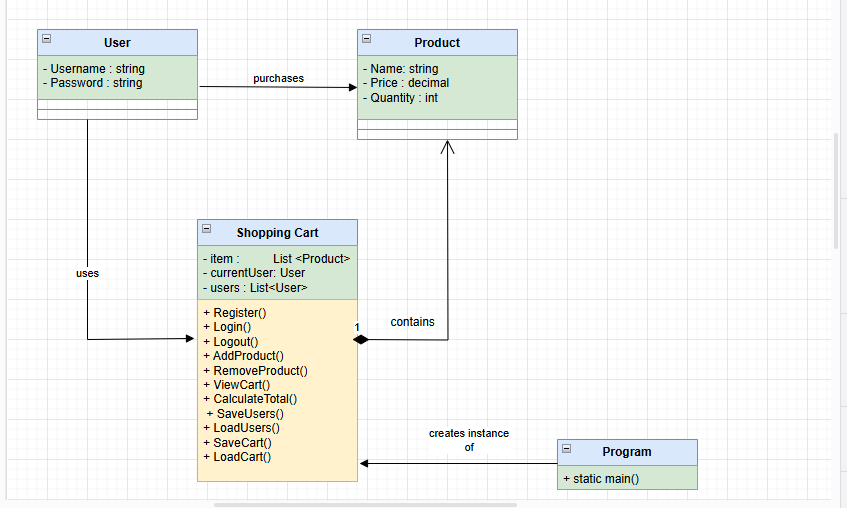 User
- Username : string
- Password : string
purchases
Product
- Name: string
- Price : decimal
- Quantity : int
uses
Shopping Cart
- item : List <Product>
- currentUser: User
- users : List<User>
+ Register()
+ Login()
+ Logout()
+ AddProduct()
+ RemoveProduct()
+ ViewCart()
+ CalculateTotal()
+ SaveUsers()
+ LoadUsers()
+ SaveCart()
+ LoadCart()
1
contains
creates instance
of
Program
+ static main()